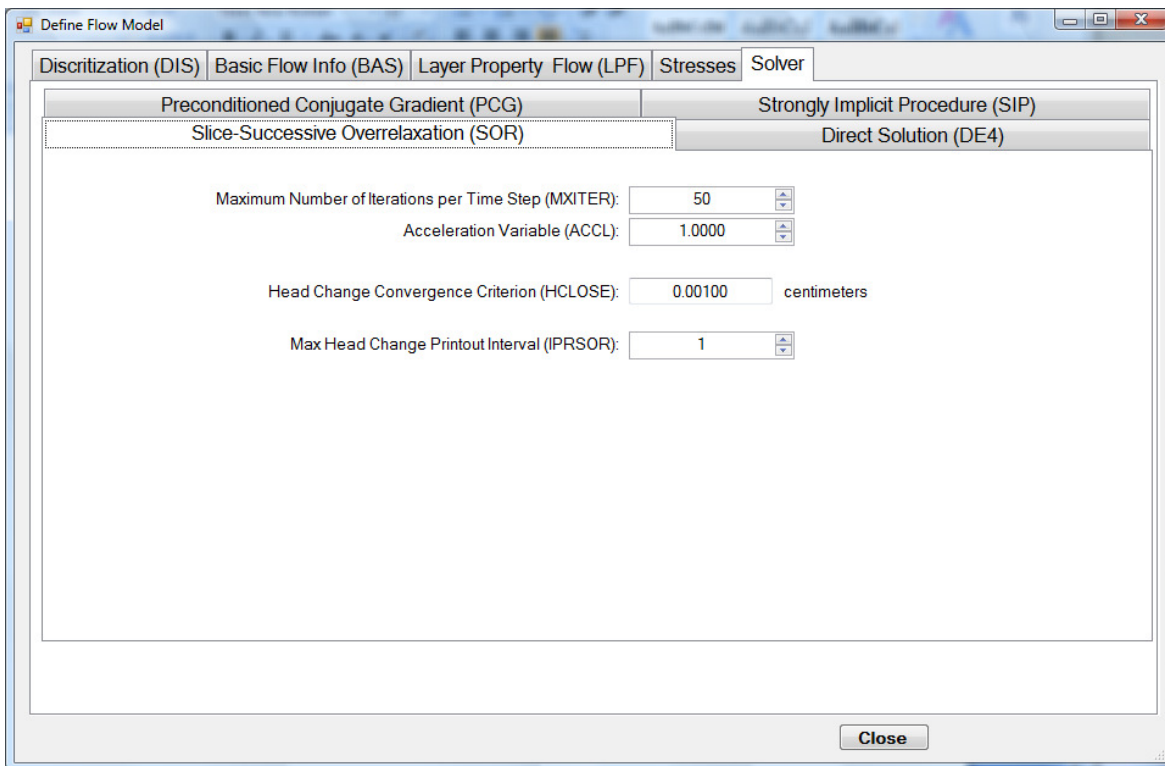 Define Flow Model
Discritization (DIS) Basic Flow Info (BAS) Layer Property Flow (LPF) Stresses Solver
Preconditioned Conjugate Gradient (PCG) Strongly Implicit Procedure (SIP)
Slice-Successive Overrelaxation (SOR) Direct Solution (DE4)
Maximum Number of Iterations per Time Step (MXITER): 50
Acceleration Variable (ACCL): 1.0000
Head Change Convergence Criterion (HCLOSE): 0.00100 centimeters
Max Head Change Printout Interval (IPRSOR): 1
Close